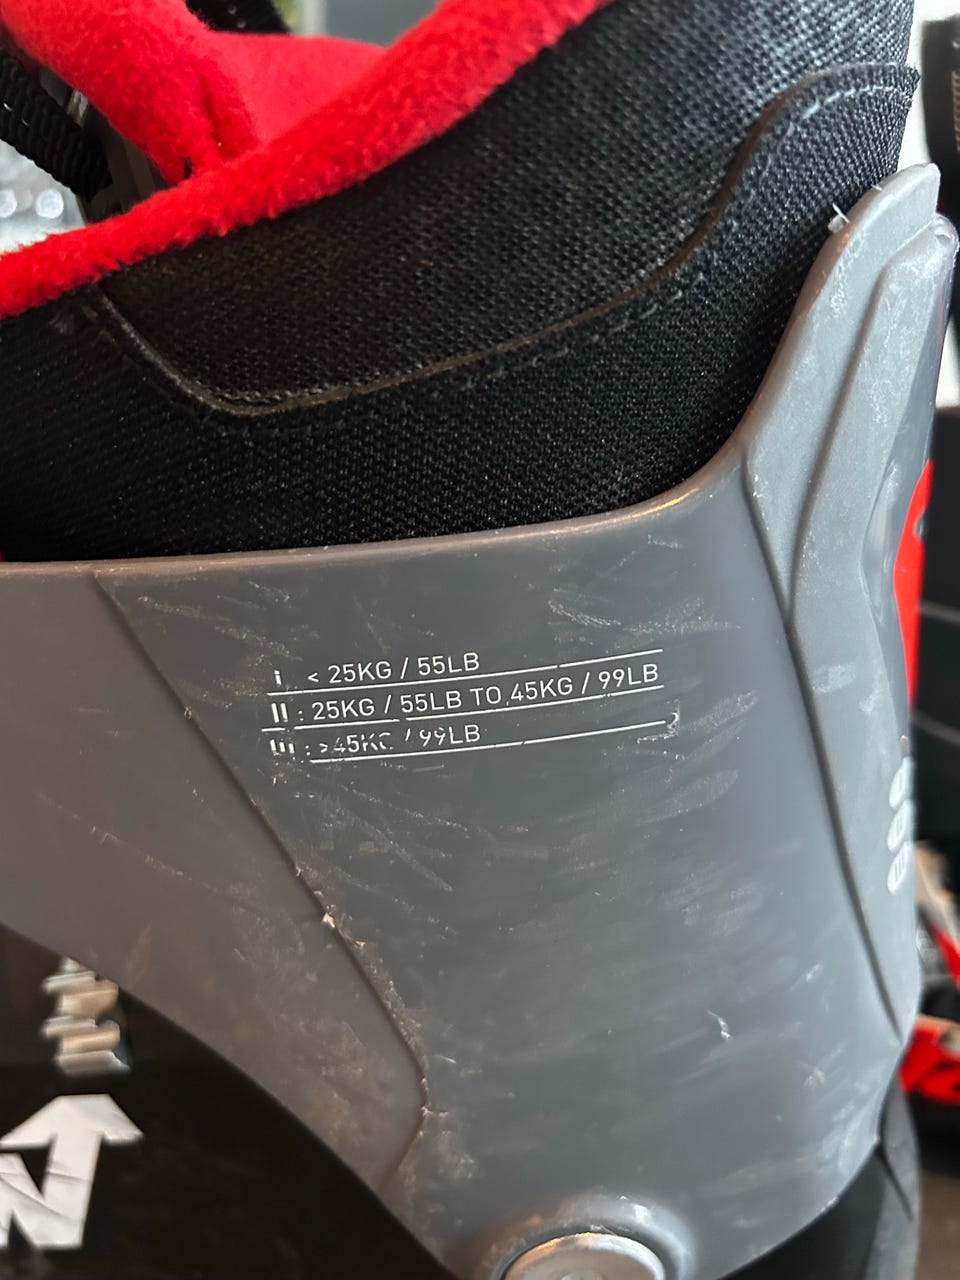 I : < 25KG / 55LB
II : 25KG / 55LB TO 45KG / 99LB
III : >45KG / 99LB